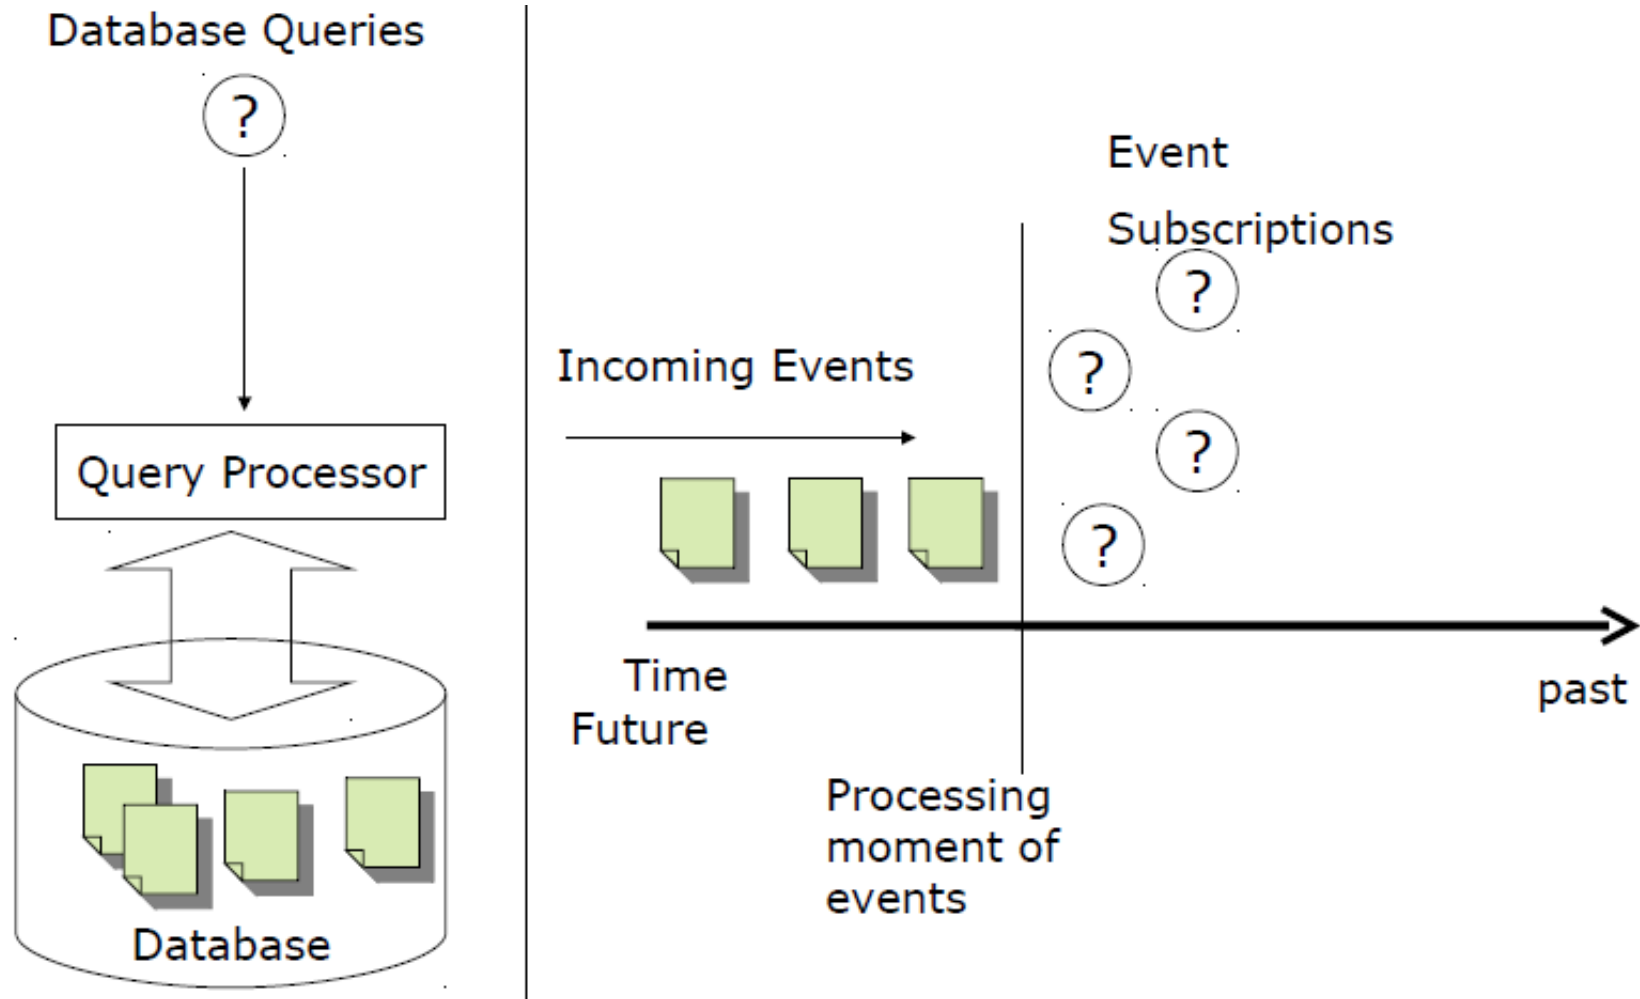 Database Queries
?
Query Processor
Database
Event
Subscriptions
?
?
?
?
Incoming Events
Time
Future
past
Processing
moment of
events